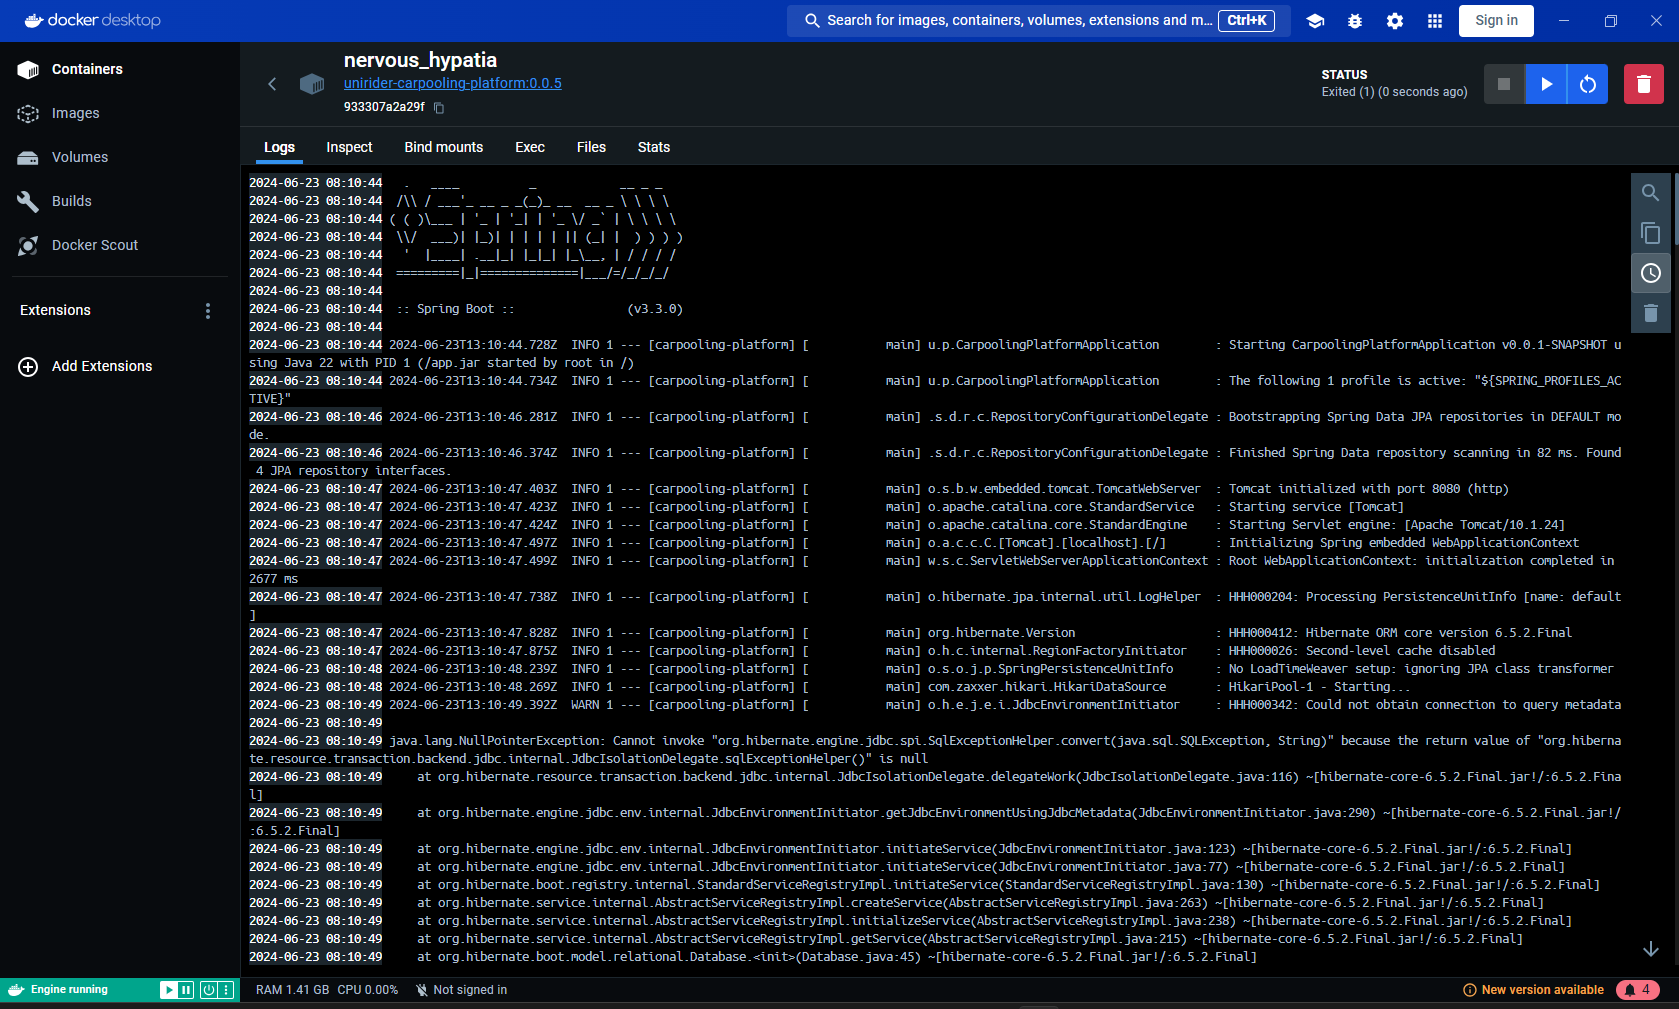 docker desktop
Search for images, containers, volumes, extensions and m... Ctrl+K
Sign in
Containers
Images
Volumes
Builds
Docker Scout
Extensions
Add Extensions
nervous_hypatia
unirider-carpooling-platform:0.0.5
933307a2a29f
STATUS
Exited (1) (0 seconds ago)
Logs Inspect Bind mounts Exec Files Stats
2024-06-23 08:10:44   .   ____          _            __ _ _
2024-06-23 08:10:44  /\\ / ___'_ __ _ _(_)_ __  __ _ \ \ \ \
2024-06-23 08:10:44 ( ( )\___ | '_ | '_| | '_ \/ _` | \ \ \ \
2024-06-23 08:10:44  \\/  ___)| |_)| | | | | || (_| |  ) ) ) )
2024-06-23 08:10:44   '  |____| .__|_| |_|_| |_\__, | / / / /
2024-06-23 08:10:44  =========|_|==============|___/=/_/_/_/
2024-06-23 08:10:44
2024-06-23 08:10:44  :: Spring Boot ::                (v3.3.0)
2024-06-23 08:10:44
2024-06-23 08:10:44 2024-06-23T13:10:44.728Z  INFO 1 --- [carpooling-platform] [           main] u.p.CarpoolingPlatformApplication        : Starting CarpoolingPlatformApplication v0.0.1-SNAPSHOT u
sing Java 22 with PID 1 (/app.jar started by root in /)
2024-06-23 08:10:44 2024-06-23T13:10:44.734Z  INFO 1 --- [carpooling-platform] [           main] u.p.CarpoolingPlatformApplication        : The following 1 profile is active: "${SPRING_PROFILES_AC
TIVE}"
2024-06-23 08:10:46 2024-06-23T13:10:46.281Z  INFO 1 --- [carpooling-platform] [           main] .s.d.r.c.RepositoryConfigurationDelegate : Bootstrapping Spring Data JPA repositories in DEFAULT mo
de.
2024-06-23 08:10:46 2024-06-23T13:10:46.374Z  INFO 1 --- [carpooling-platform] [           main] .s.d.r.c.RepositoryConfigurationDelegate : Finished Spring Data repository scanning in 82 ms. Found
 4 JPA repository interfaces.
2024-06-23 08:10:47 2024-06-23T13:10:47.403Z  INFO 1 --- [carpooling-platform] [           main] o.s.b.w.embedded.tomcat.TomcatWebServer  : Tomcat initialized with port 8080 (http)
2024-06-23 08:10:47 2024-06-23T13:10:47.423Z  INFO 1 --- [carpooling-platform] [           main] o.apache.catalina.core.StandardService   : Starting service [Tomcat]
2024-06-23 08:10:47 2024-06-23T13:10:47.424Z  INFO 1 --- [carpooling-platform] [           main] o.apache.catalina.core.StandardEngine    : Starting Servlet engine: [Apache Tomcat/10.1.24]
2024-06-23 08:10:47 2024-06-23T13:10:47.497Z  INFO 1 --- [carpooling-platform] [           main] o.a.c.c.C.[Tomcat].[localhost].[/]       : Initializing Spring embedded WebApplicationContext
2024-06-23 08:10:47 2024-06-23T13:10:47.499Z  INFO 1 --- [carpooling-platform] [           main] w.s.c.ServletWebServerApplicationContext : Root WebApplicationContext: initialization completed in
2677 ms
2024-06-23 08:10:47 2024-06-23T13:10:47.738Z  INFO 1 --- [carpooling-platform] [           main] o.hibernate.jpa.internal.util.LogHelper  : HHH000204: Processing PersistenceUnitInfo [name: default
]
2024-06-23 08:10:47 2024-06-23T13:10:47.828Z  INFO 1 --- [carpooling-platform] [           main] org.hibernate.Version                    : HHH000412: Hibernate ORM core version 6.5.2.Final
2024-06-23 08:10:47 2024-06-23T13:10:47.875Z  INFO 1 --- [carpooling-platform] [           main] o.h.c.internal.RegionFactoryInitiator    : HHH000026: Second-level cache disabled
2024-06-23 08:10:48 2024-06-23T13:10:48.239Z  INFO 1 --- [carpooling-platform] [           main] o.s.o.j.p.SpringPersistenceUnitInfo      : No LoadTimeWeaver setup: ignoring JPA class transformer
2024-06-23 08:10:48 2024-06-23T13:10:48.269Z  INFO 1 --- [carpooling-platform] [           main] com.zaxxer.hikari.HikariDataSource       : HikariPool-1 - Starting...
2024-06-23 08:10:49 2024-06-23T13:10:49.392Z  WARN 1 --- [carpooling-platform] [           main] o.h.e.j.e.i.JdbcEnvironmentInitiator     : HHH000342: Could not obtain connection to query metadata
2024-06-23 08:10:49
2024-06-23 08:10:49 java.lang.NullPointerException: Cannot invoke "org.hibernate.engine.jdbc.spi.SqlExceptionHelper.convert(java.sql.SQLException, String)" because the return value of "org.hiberna
te.resource.transaction.backend.jdbc.internal.JdbcIsolationDelegate.sqlExceptionHelper()" is null
2024-06-23 08:10:49     at org.hibernate.resource.transaction.backend.jdbc.internal.JdbcIsolationDelegate.delegateWork(JdbcIsolationDelegate.java:116) ~[hibernate-core-6.5.2.Final.jar!/:6.5.2.Fina
l]
2024-06-23 08:10:49     at org.hibernate.engine.jdbc.env.internal.JdbcEnvironmentInitiator.getJdbcEnvironmentUsingJdbcMetadata(JdbcEnvironmentInitiator.java:290) ~[hibernate-core-6.5.2.Final.jar!/
:6.5.2.Final]
2024-06-23 08:10:49     at org.hibernate.engine.jdbc.env.internal.JdbcEnvironmentInitiator.initiateService(JdbcEnvironmentInitiator.java:123) ~[hibernate-core-6.5.2.Final.jar!/:6.5.2.Final]
2024-06-23 08:10:49     at org.hibernate.engine.jdbc.env.internal.JdbcEnvironmentInitiator.initiateService(JdbcEnvironmentInitiator.java:77) ~[hibernate-core-6.5.2.Final.jar!/:6.5.2.Final]
2024-06-23 08:10:49     at org.hibernate.boot.registry.internal.StandardServiceRegistryImpl.initiateService(StandardServiceRegistryImpl.java:130) ~[hibernate-core-6.5.2.Final.jar!/:6.5.2.Final]
2024-06-23 08:10:49     at org.hibernate.service.internal.AbstractServiceRegistryImpl.createService(AbstractServiceRegistryImpl.java:263) ~[hibernate-core-6.5.2.Final.jar!/:6.5.2.Final]
2024-06-23 08:10:49     at org.hibernate.service.internal.AbstractServiceRegistryImpl.initializeService(AbstractServiceRegistryImpl.java:238) ~[hibernate-core-6.5.2.Final.jar!/:6.5.2.Final]
2024-06-23 08:10:49     at org.hibernate.service.internal.AbstractServiceRegistryImpl.getService(AbstractServiceRegistryImpl.java:215) ~[hibernate-core-6.5.2.Final.jar!/:6.5.2.Final]
2024-06-23 08:10:49     at org.hibernate.boot.model.relational.Database.<init>(Database.java:45) ~[hibernate-core-6.5.2.Final.jar!/:6.5.2.Final]
Engine running
RAM 1.41 GB CPU 0.00% Not signed in
New version available 4